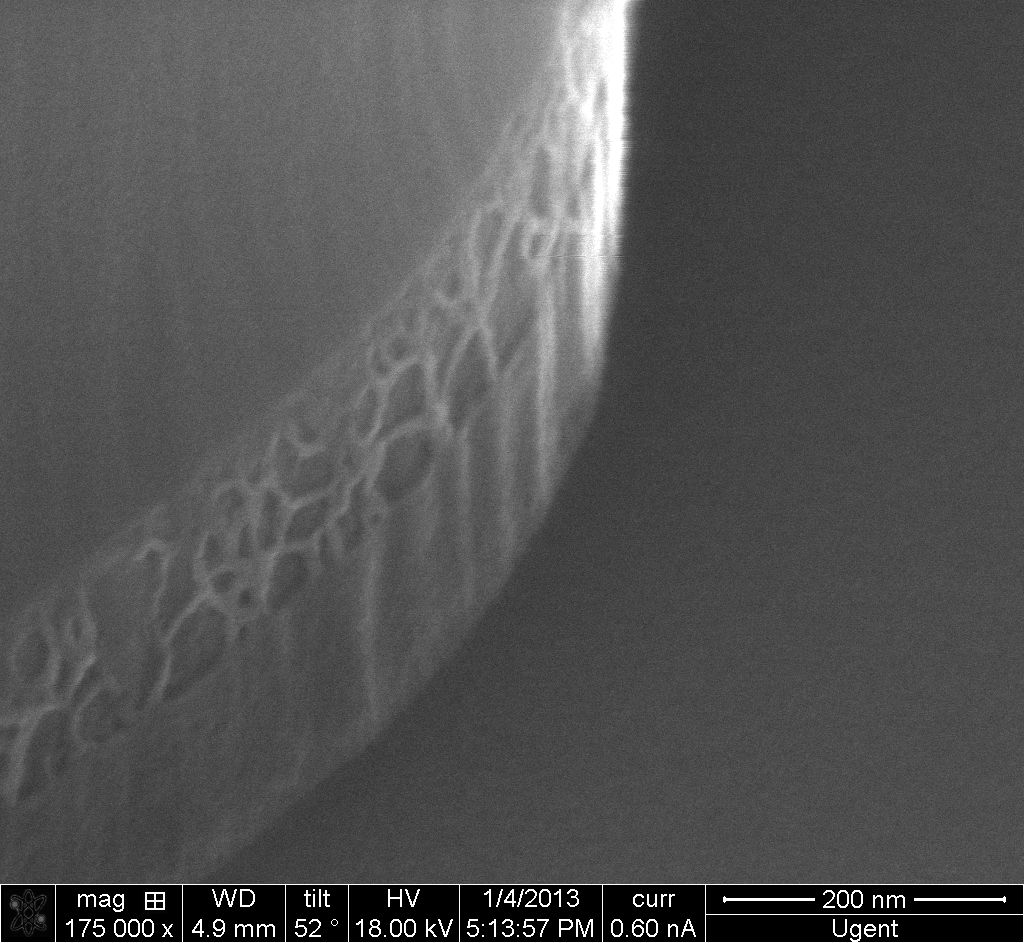 mag WD tilt HV 1/4/2013 curr 200 nm
175 000 x 4.9 mm 52 ° 18.00 kV 5:13:57 PM 0.60 nA Ugent